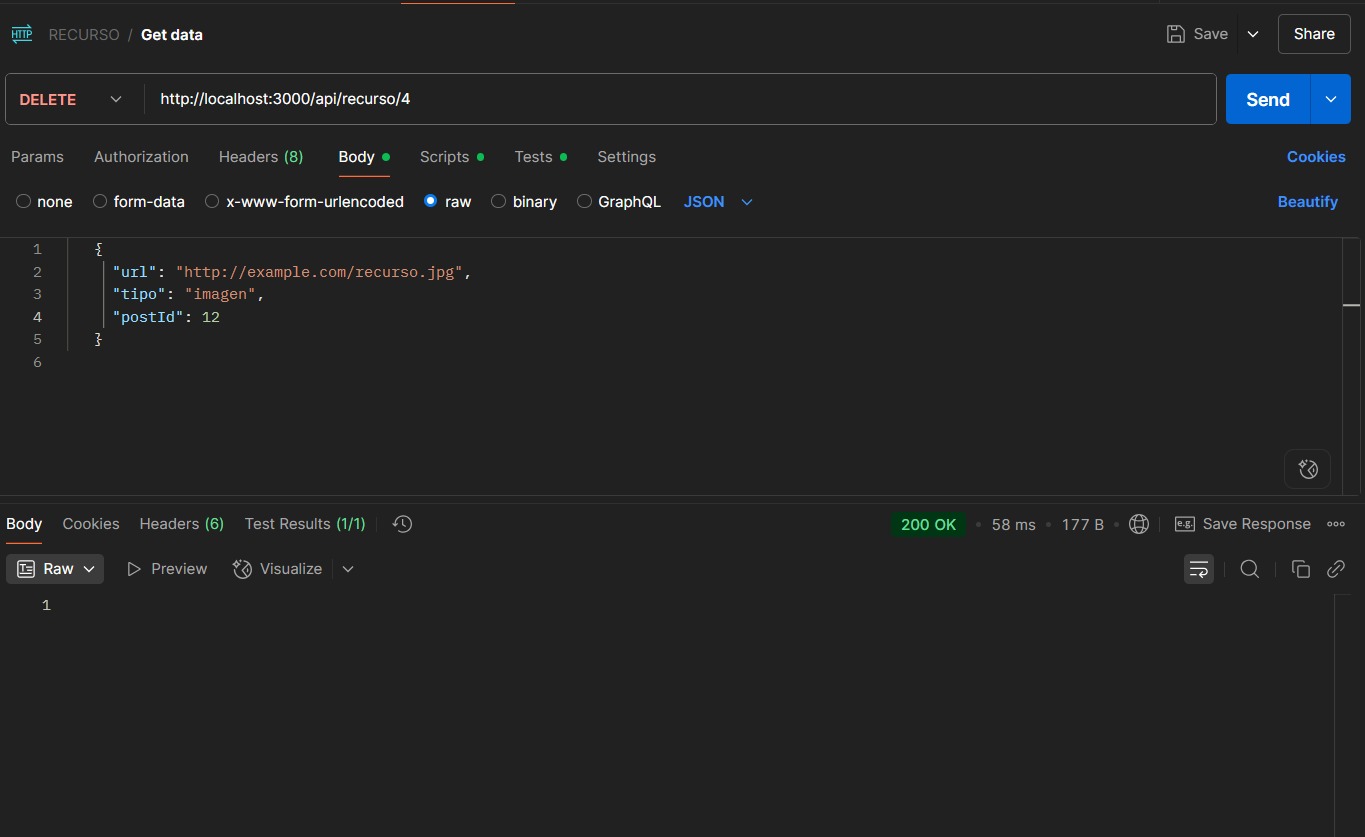 HTTP RECURSO / Get data Save Share
DELETE http://localhost:3000/api/recurso/4 Send
Params Authorization Headers (8) Body Scripts Tests Settings Cookies
none form-data x-www-form-urlencoded raw binary GraphQL JSON Beautify
1 {
2 "url": "http://example.com/recurso.jpg",
3 "tipo": "imagen",
4 "postId": 12
5 }
6
Body Cookies Headers (6) Test Results (1/1) 200 OK • 58 ms • 177 B • e.g. Save Response
Raw Preview Visualize
1